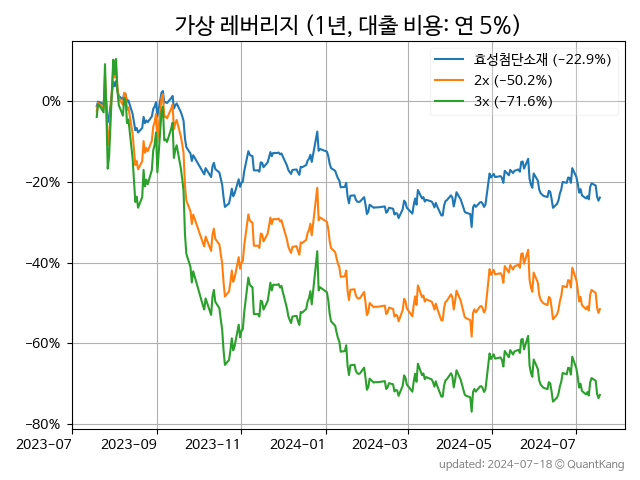 가상 레버리지 (1년, 대출 비용: 연 5%)
효성첨단소재 (−22.9%)
2x (−50.2%)
3x (−71.6%)
0%
−20%
−40%
−60%
−80%
2023-07 2023-09 2023-11 2024-01 2024-03 2024-05 2024-07
updated: 2024-07-18 © QuantKang